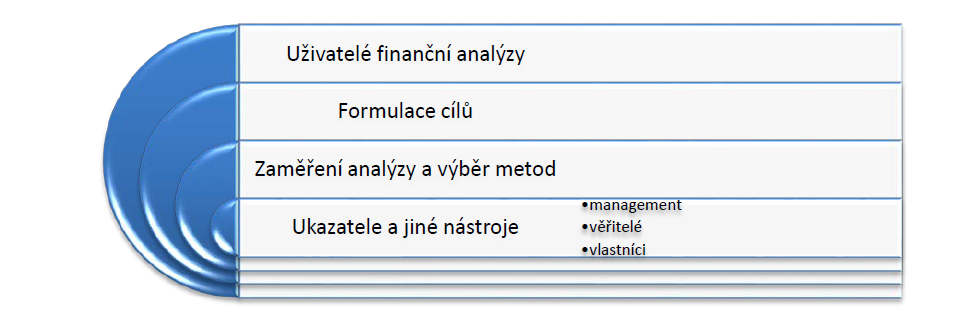 Uživatelé finanční analýzy
Formulace cílů
Zaměření analýzy a výběr metod
Ukazatele a jiné nástroje
•management
•věřitelé
•vlastníci